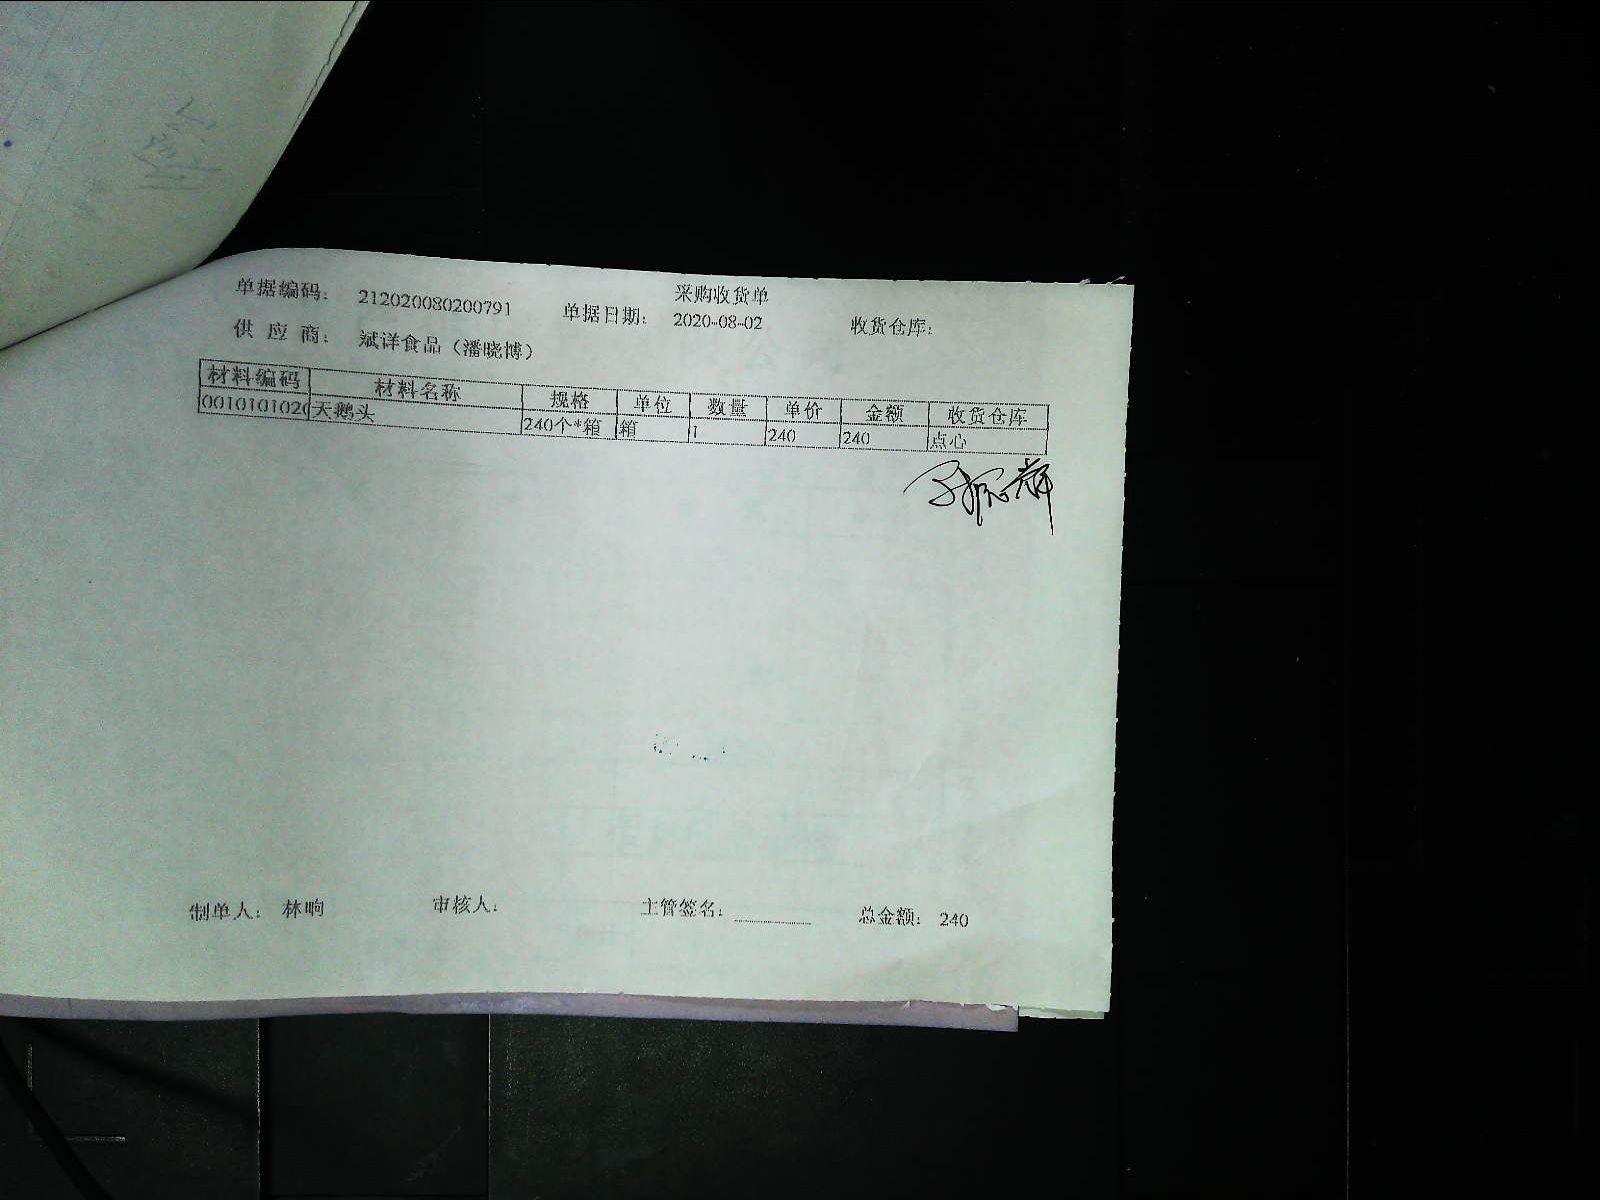 采购收货单
单据编码： 212020080200791 单据日期： 2020-08-02 收货仓库：
供 应 商： 斌洋食品（潘晓博）
材料编码 材料名称 规格 单位 数量 单价 金额 收货仓库
001010102 天鹅头 240个*箱 箱 1 240 240 点心
制单人： 林晌 审核人： 主管签名： 总金额： 240